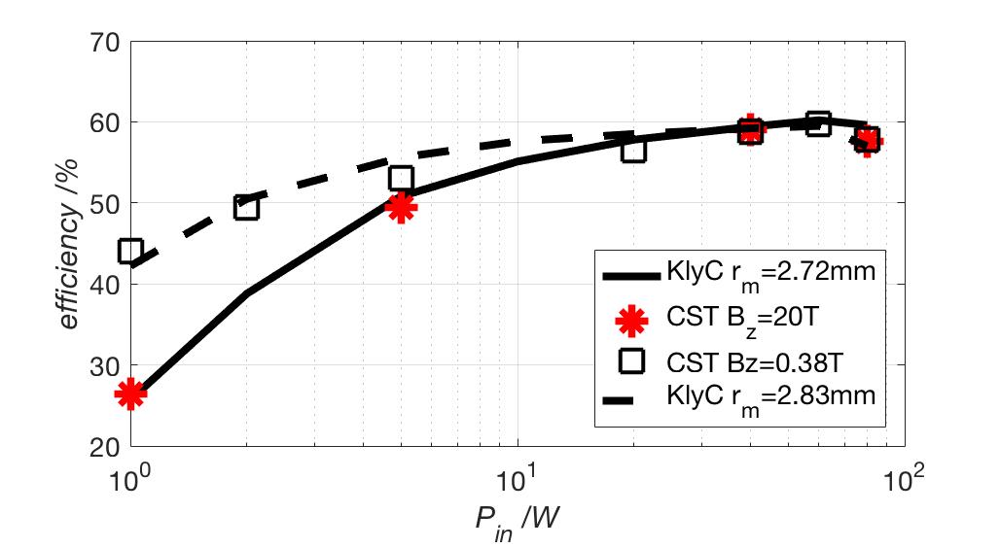 70
60
50
40
30
20
efficiency /%
10^0
10^1
10^2
P_in /W
KlyC r_m=2.72mm
CST B_z=20T
CST Bz=0.38T
KlyC r_m=2.83mm